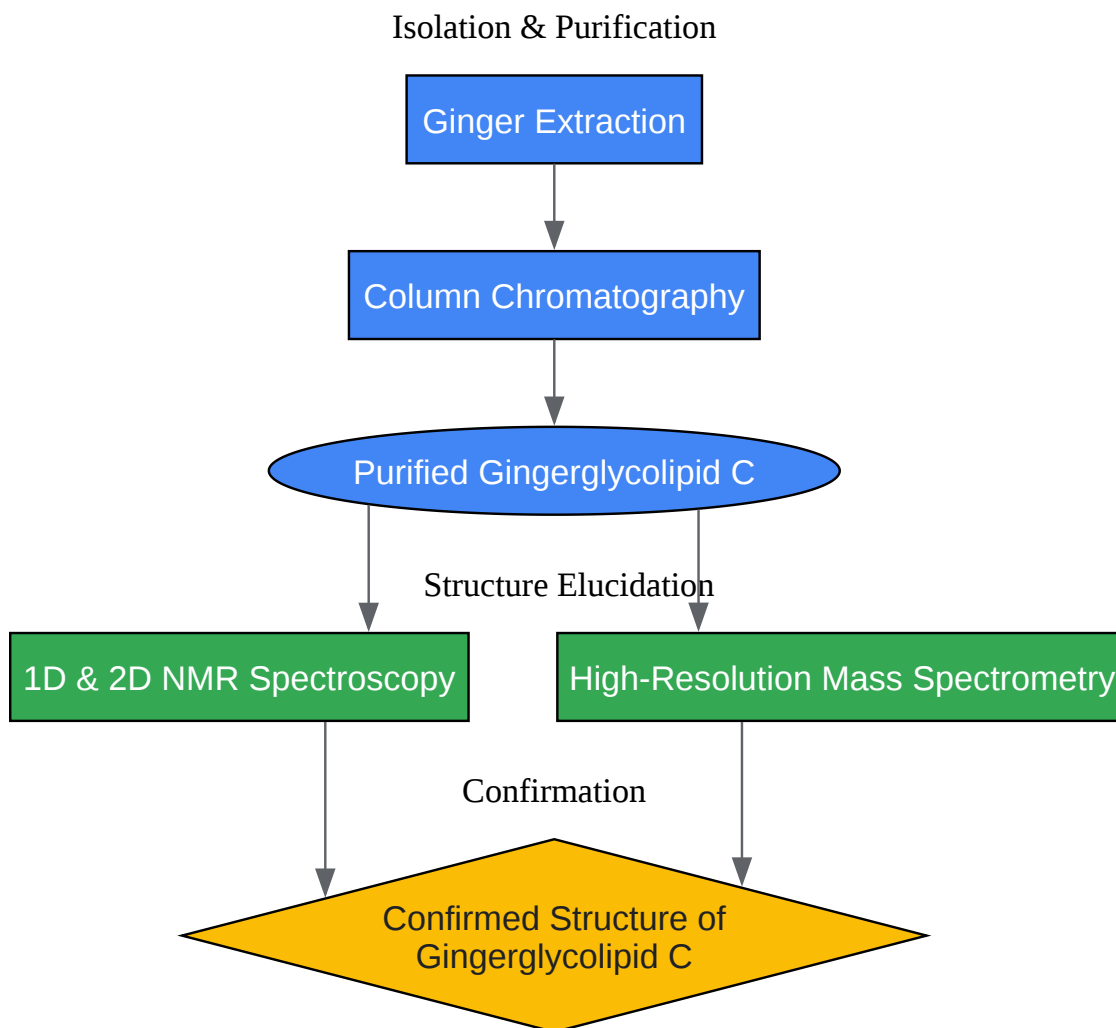 Isolation & Purification
Ginger Extraction
Column Chromatography
Purified Gingerglycolipid C
Structure Elucidation
1D & 2D NMR Spectroscopy
High-Resolution Mass Spectrometry
Confirmation
Confirmed Structure of
Gingerglycolipid C